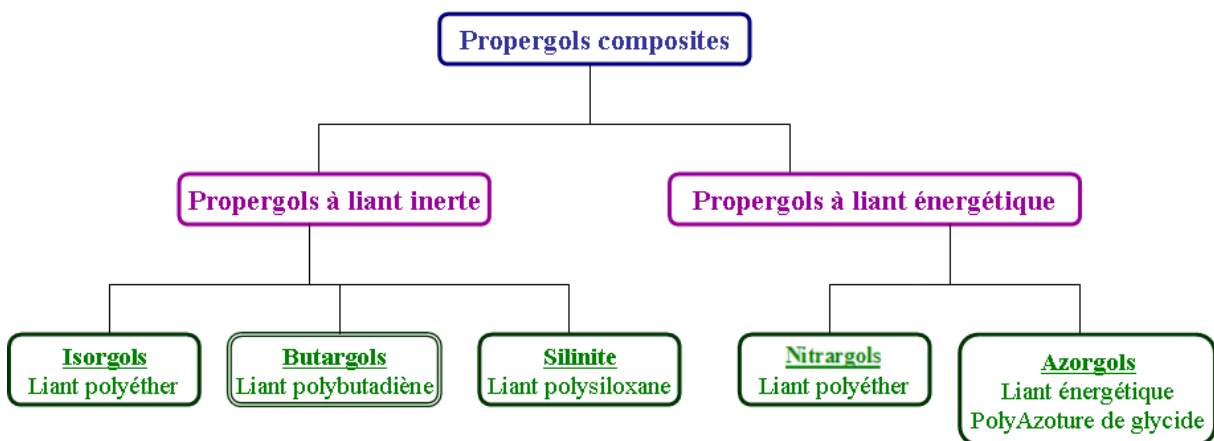 Propergols composites
Propergols à liant inerte
Propergols à liant énergétique
Isorgols
Liant polyéther
Butargols
Liant polybutadiène
Silinite
Liant polysiloxane
Nitrargols
Liant polyéther
Azorgols
Liant énergétique
PolyAzoture de glycide